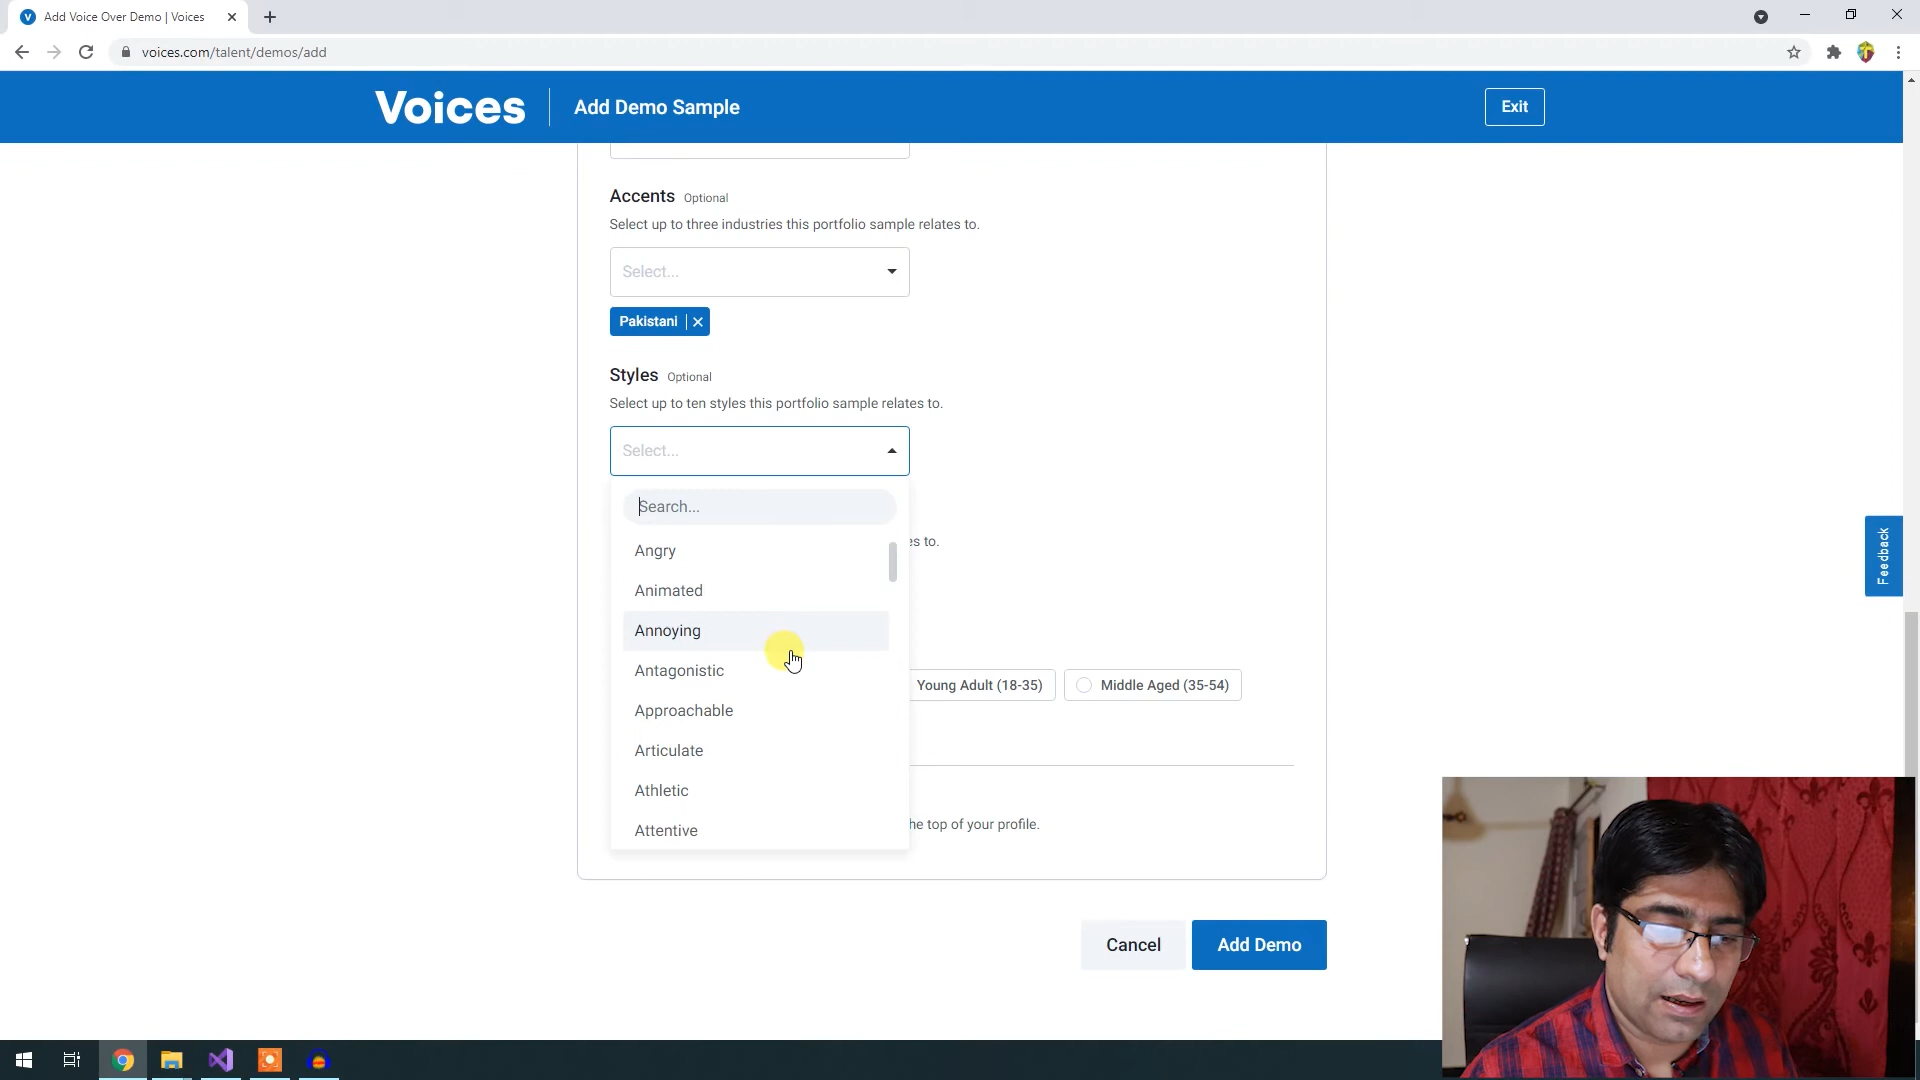 Add Voice Over Demo | Voices
voices.com/talent/demos/add
Voices
Add Demo Sample
Exit
Accents Optional
Select up to three industries this portfolio sample relates to.
Select...
Pakistani
Styles Optional
Select up to ten styles this portfolio sample relates to.
Select...
Search...
es to.
Angry
Animated
Annoying
Antagonistic
Young Adult (18-35)
Middle Aged (35-54)
Approachable
Articulate
Athletic
he top of your profile.
Attentive
Cancel
Add Demo
Feedback